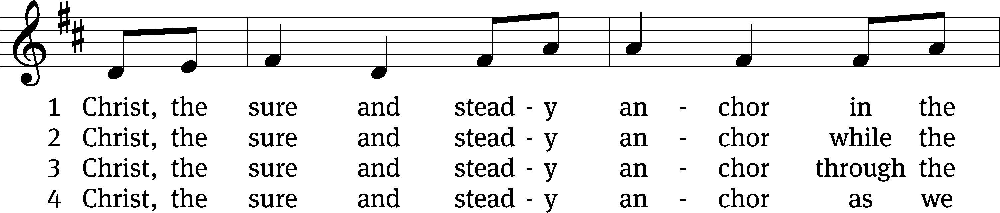 1 Christ, the sure and stead - y an - chor in the
2 Christ, the sure and stead - y an - chor while the
3 Christ, the sure and stead - y an - chor through the
4 Christ, the sure and stead - y an - chor as we